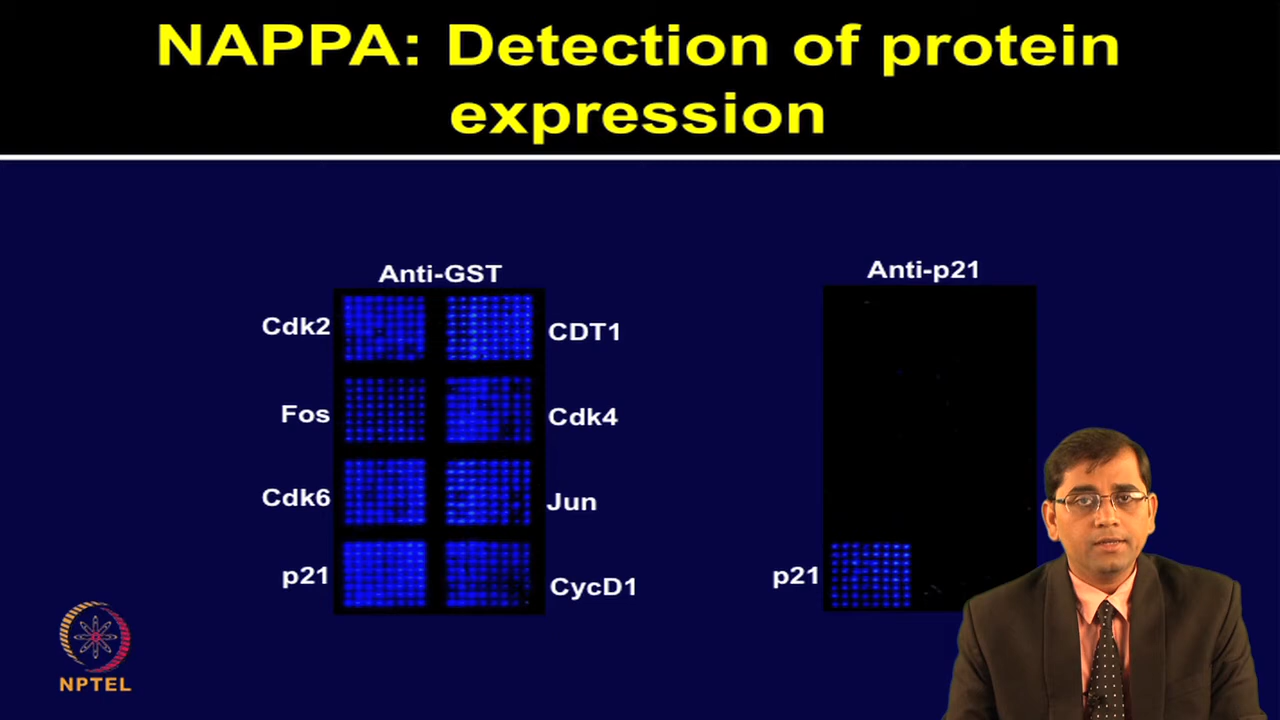 NAPPA: Detection of protein
expression
Anti-GST
Cdk2
CDT1
Fos
Cdk4
Cdk6
Jun
p21
CycD1
Anti-p21
p21
NPTEL